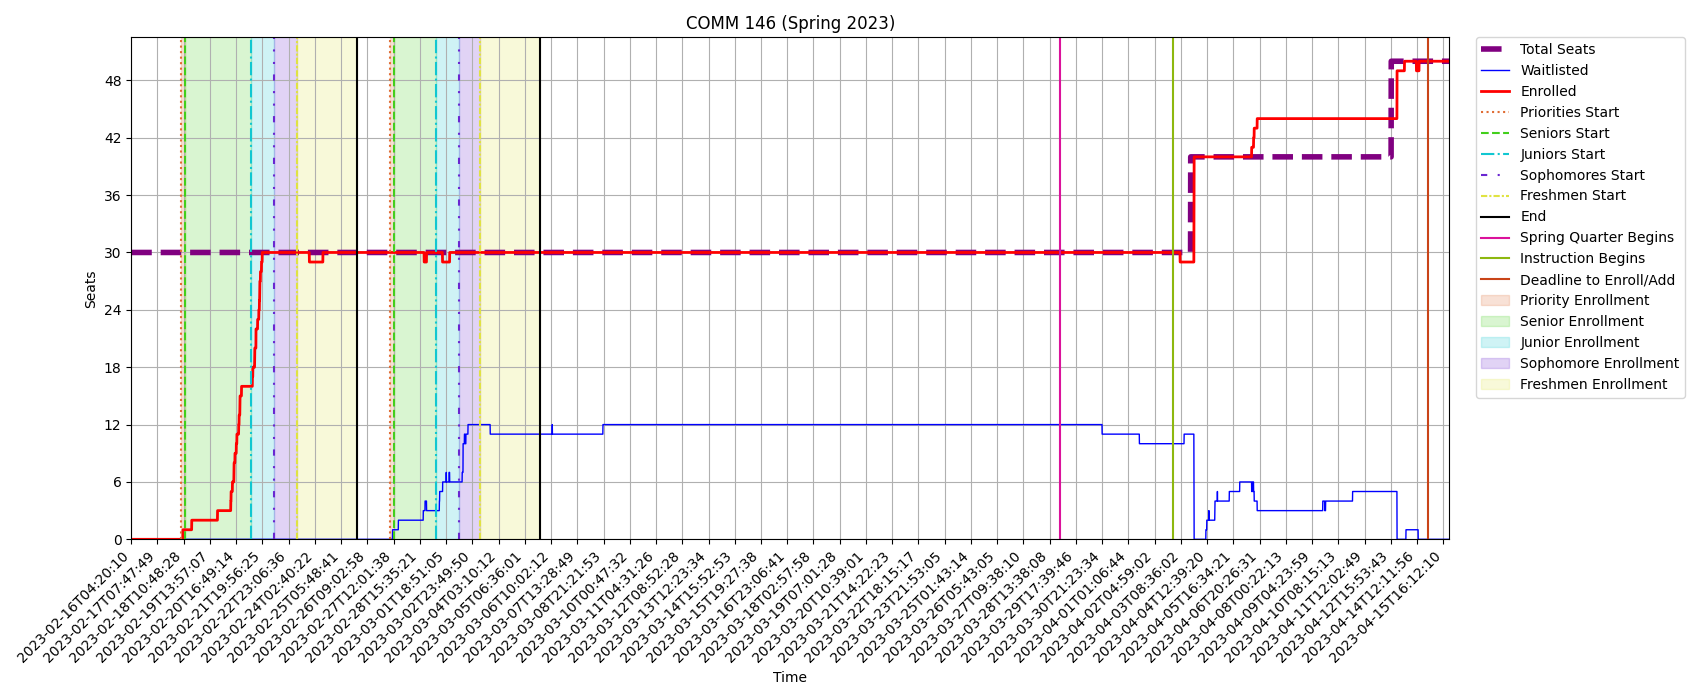 COMM 146 (Spring 2023)
Seats
48
42
36
30
24
18
12
6
0
2023-02-16T04:20:10
2023-02-17T07:47:49
2023-02-18T10:48:28
2023-02-19T13:57:07
2023-02-20T16:49:14
2023-02-21T19:56:25
2023-02-22T23:06:36
2023-02-24T02:40:22
2023-02-25T05:48:41
2023-02-26T09:02:58
2023-02-27T12:01:38
2023-02-28T15:35:21
2023-03-01T18:51:05
2023-03-02T23:49:50
2023-03-04T03:10:12
2023-03-05T06:36:01
2023-03-06T10:02:12
2023-03-07T13:28:49
2023-03-08T21:21:53
2023-03-10T00:47:32
2023-03-11T04:31:26
2023-03-12T08:52:28
2023-03-13T12:23:34
2023-03-14T15:52:53
2023-03-15T19:27:38
2023-03-16T23:06:41
2023-03-18T02:57:58
2023-03-19T07:01:28
2023-03-20T10:39:01
2023-03-21T14:22:23
2023-03-22T18:15:17
2023-03-23T21:53:05
2023-03-25T01:43:14
2023-03-26T05:43:05
2023-03-27T09:38:10
2023-03-28T13:38:08
2023-03-29T17:39:46
2023-03-30T21:23:34
2023-04-01T01:06:44
2023-04-02T04:59:02
2023-04-03T08:36:02
2023-04-04T12:39:20
2023-04-05T16:34:21
2023-04-06T20:26:31
2023-04-08T00:22:13
2023-04-09T04:23:59
2023-04-10T08:15:13
2023-04-11T12:02:49
2023-04-12T15:53:43
2023-04-14T12:11:56
2023-04-15T16:12:10
Time
Total Seats
Waitlisted
Enrolled
Priorities Start
Seniors Start
Juniors Start
Sophomores Start
Freshmen Start
End
Spring Quarter Begins
Instruction Begins
Deadline to Enroll/Add
Priority Enrollment
Senior Enrollment
Junior Enrollment
Sophomore Enrollment
Freshmen Enrollment